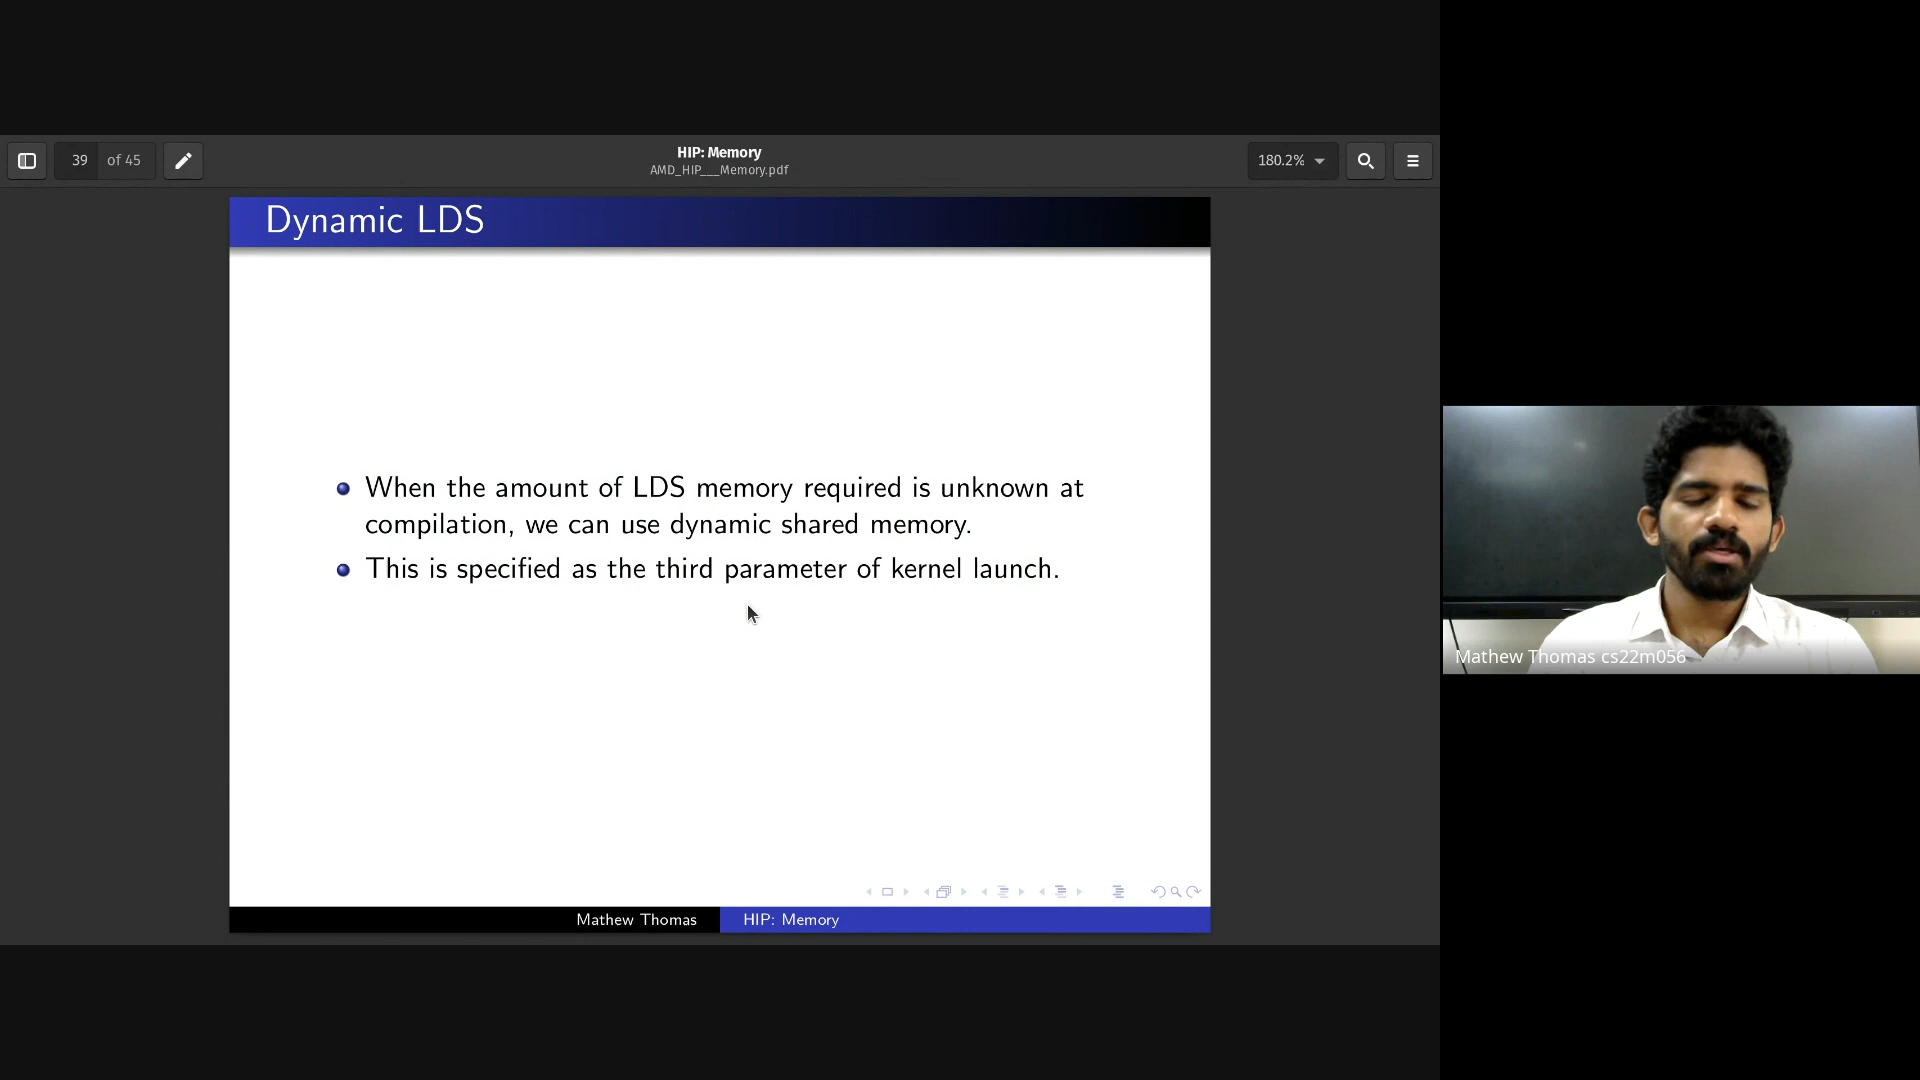 39 of 45
HIP: Memory
AMD_HIP___Memory.pdf
180.2%
Dynamic LDS
When the amount of LDS memory required is unknown at
compilation, we can use dynamic shared memory.
This is specified as the third parameter of kernel launch.
Mathew Thomas
HIP: Memory
Mathew Thomas cs22m056